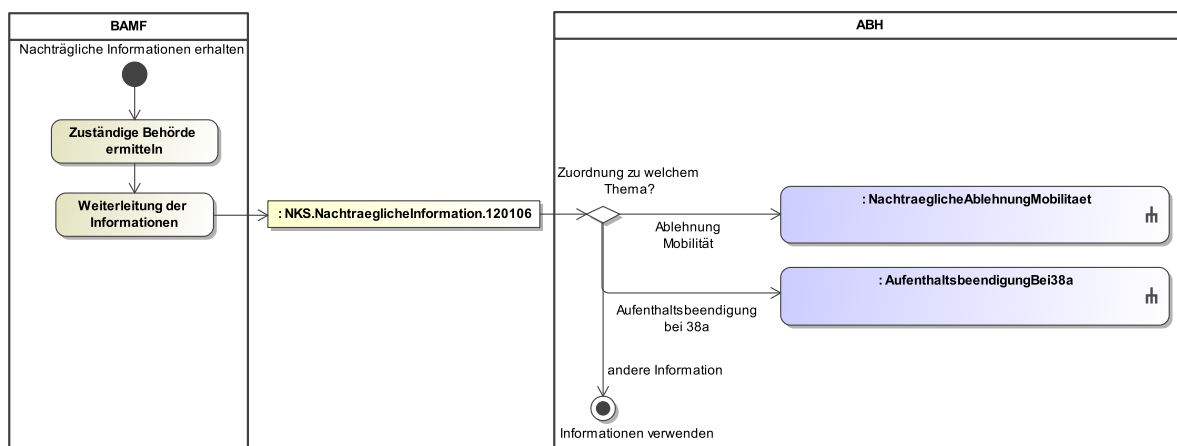 BAMF
Nachträgliche Informationen erhalten
Zuständige Behörde
ermitteln
Weiterleitung der
Informationen
: NKS.NachtraeglicheInformation.120106
ABH
Zuordnung zu welchem
Thema?
Ablehnung
Mobilität
: NachtraeglicheAblehnungMobilitaet
Aufenthaltsbeendigung
bei 38a
: AufenthaltsbeendigungBei38a
andere Information
Informationen verwenden